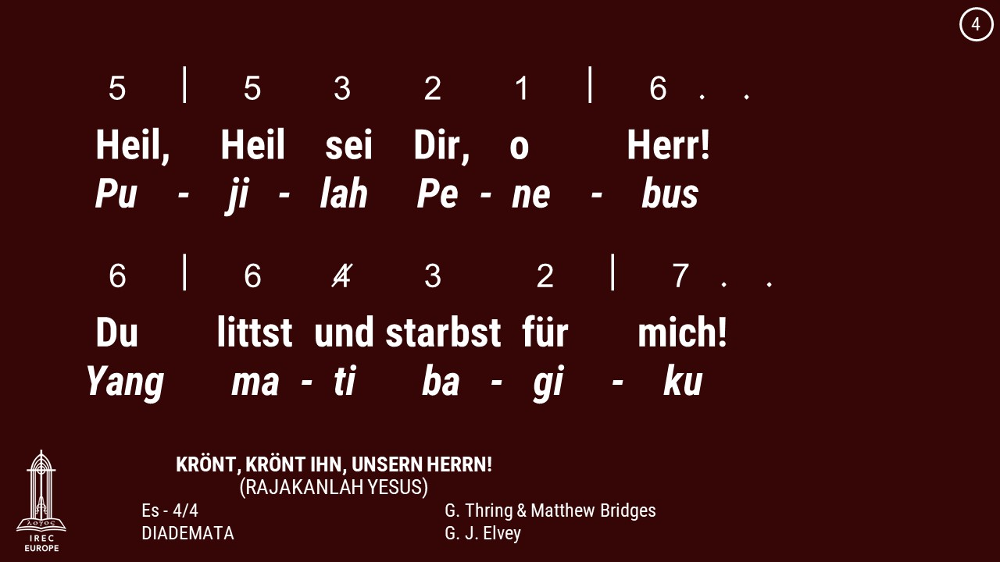 4
5 | 5 3 2 1 | 6 . .
Heil, Heil sei Dir, o Herr!
Pu - ji - lah Pe - ne - bus
6 | 6 4̸ 3 2 | 7 . .
Du littst und starbst für mich!
Yang ma - ti ba - gi - ku
KRÖNT, KRÖNT IHN, UNSERN HERRN!
(RAJAKANLAH YESUS)
Es - 4/4 G. Thring & Matthew Bridges
DIADEMATA G. J. Elvey
λογος
IREC
EUROPE